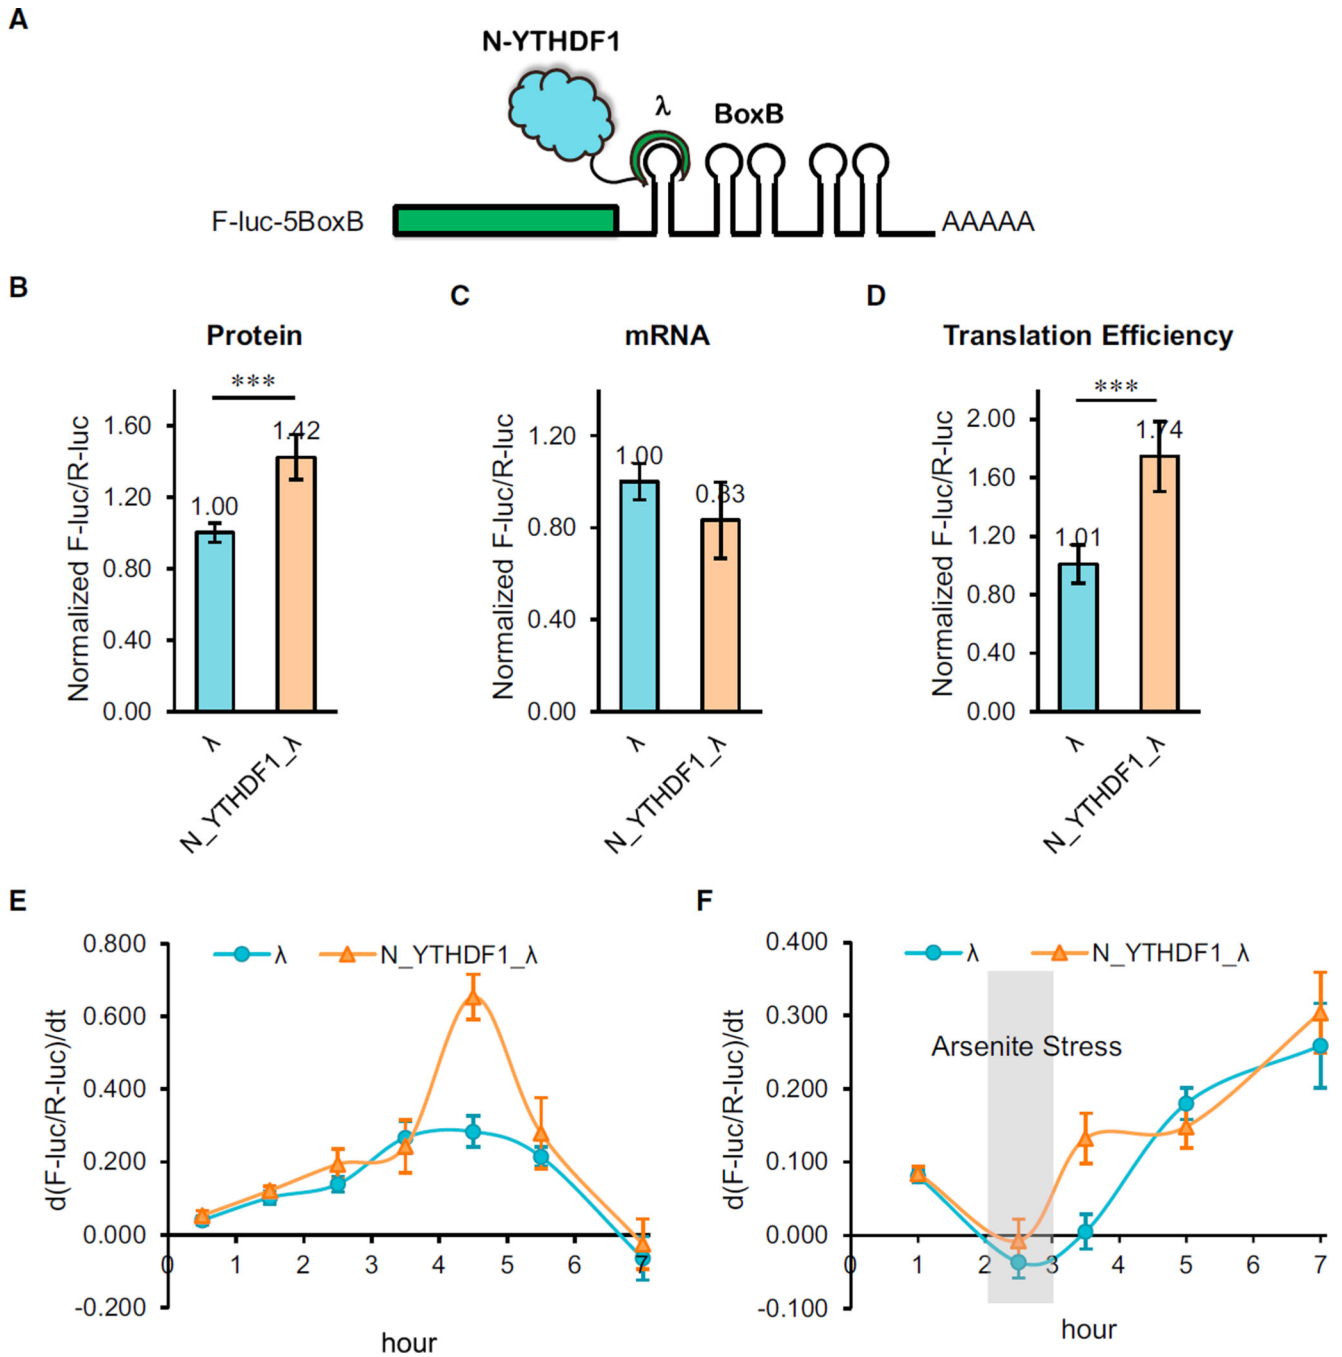 A
N-YTHDF1
λ
BoxB
F-luc-5BoxB
AAAAA
B
Protein
***
Normalized F-luc/R-luc
1.60
1.20
0.80
0.40
0.00
1.00
1.42
λ
N_YTHDF1_λ
C
mRNA
Normalized F-luc/R-luc
1.20
0.80
0.40
0.00
1.00
0.83
λ
N_YTHDF1_λ
D
Translation Efficiency
***
Normalized F-luc/R-luc
2.00
1.60
1.20
0.80
0.40
0.00
1.01
1.74
λ
N_YTHDF1_λ
E
λ
N_YTHDF1_λ
d(F-luc/R-luc)/dt
0.800
0.600
0.400
0.200
0.000
-0.200
0 1 2 3 4 5 6 7
hour
F
λ
N_YTHDF1_λ
Arsenite Stress
d(F-luc/R-luc)/dt
0.400
0.300
0.200
0.100
0.000
-0.100
0 1 2 3 4 5 6 7
hour